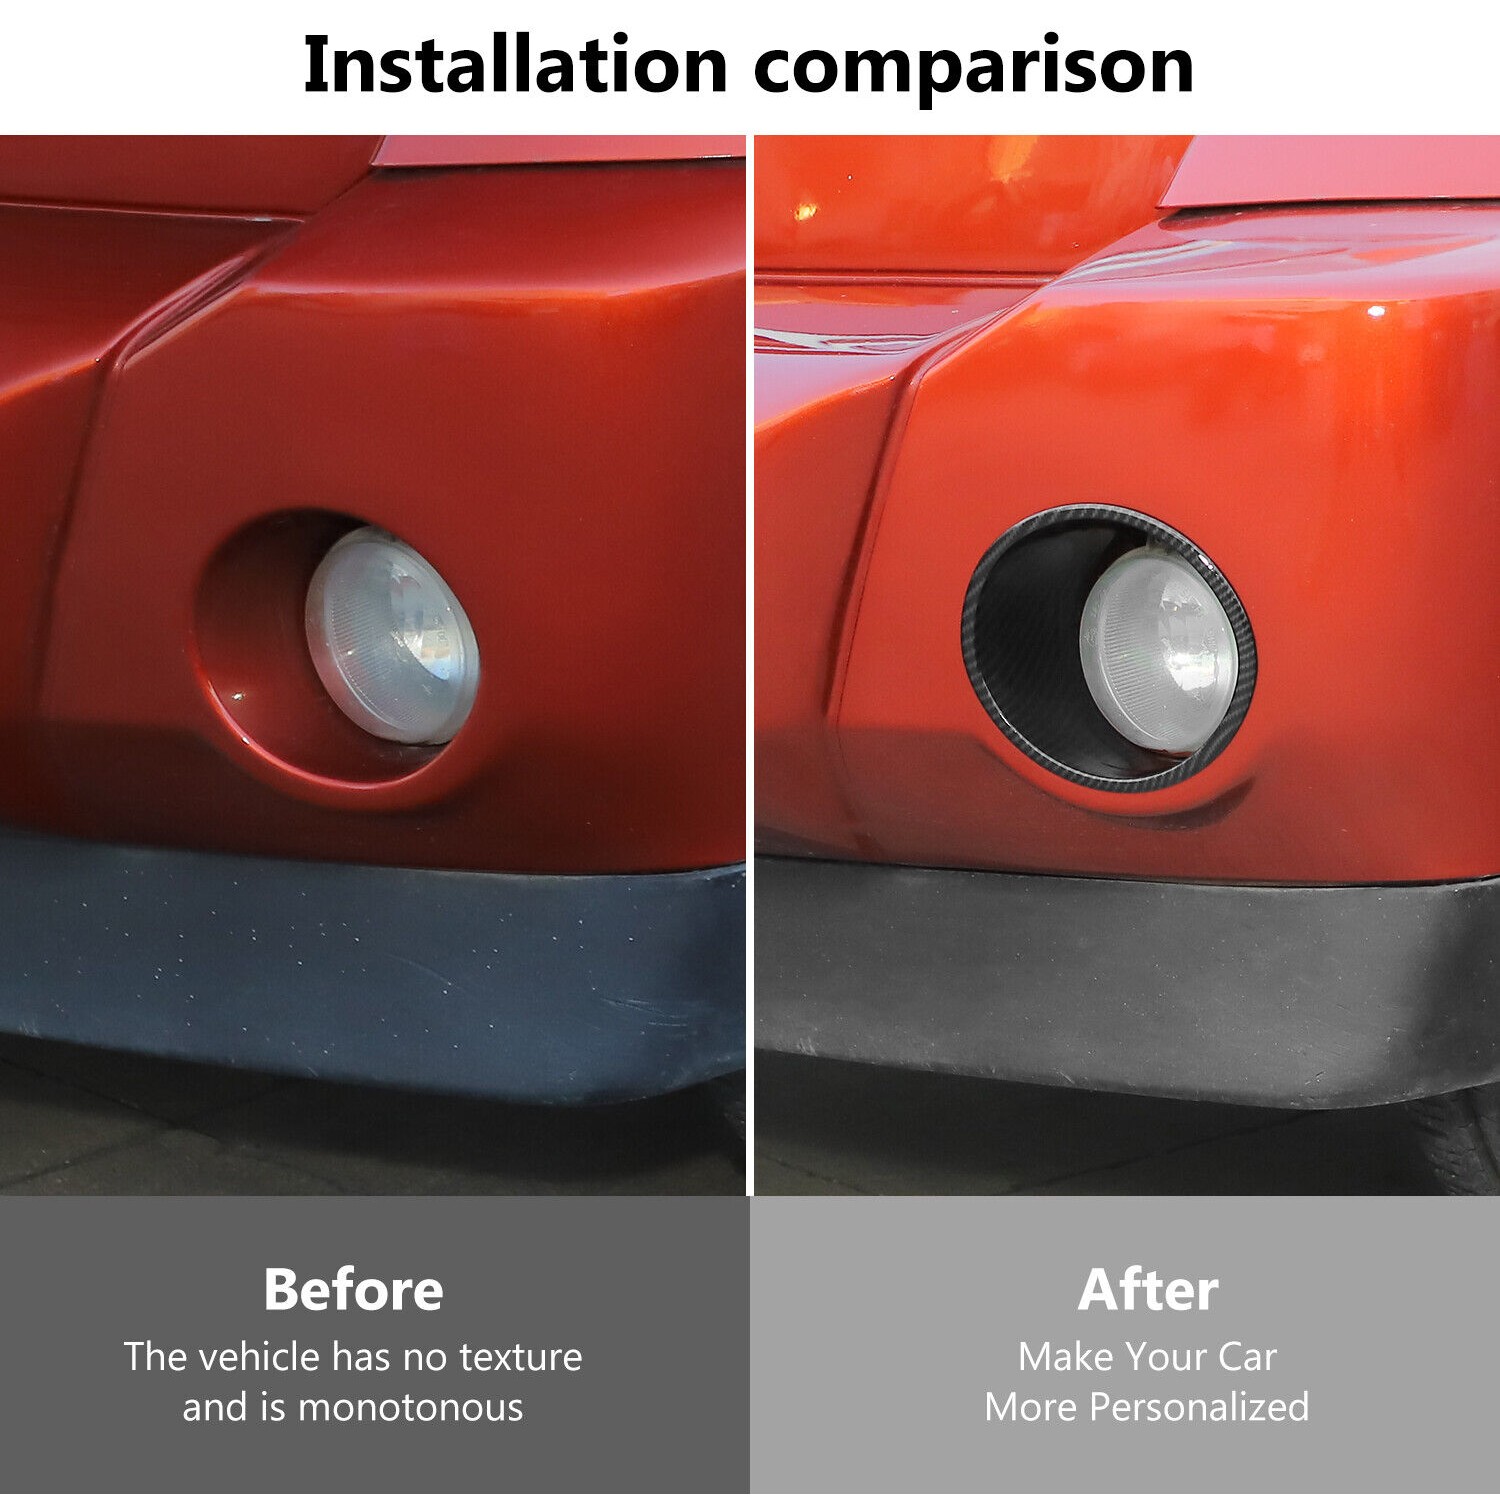 Installation comparison
Before
The vehicle has no texture
and is monotonous
After
Make Your Car
More Personalized